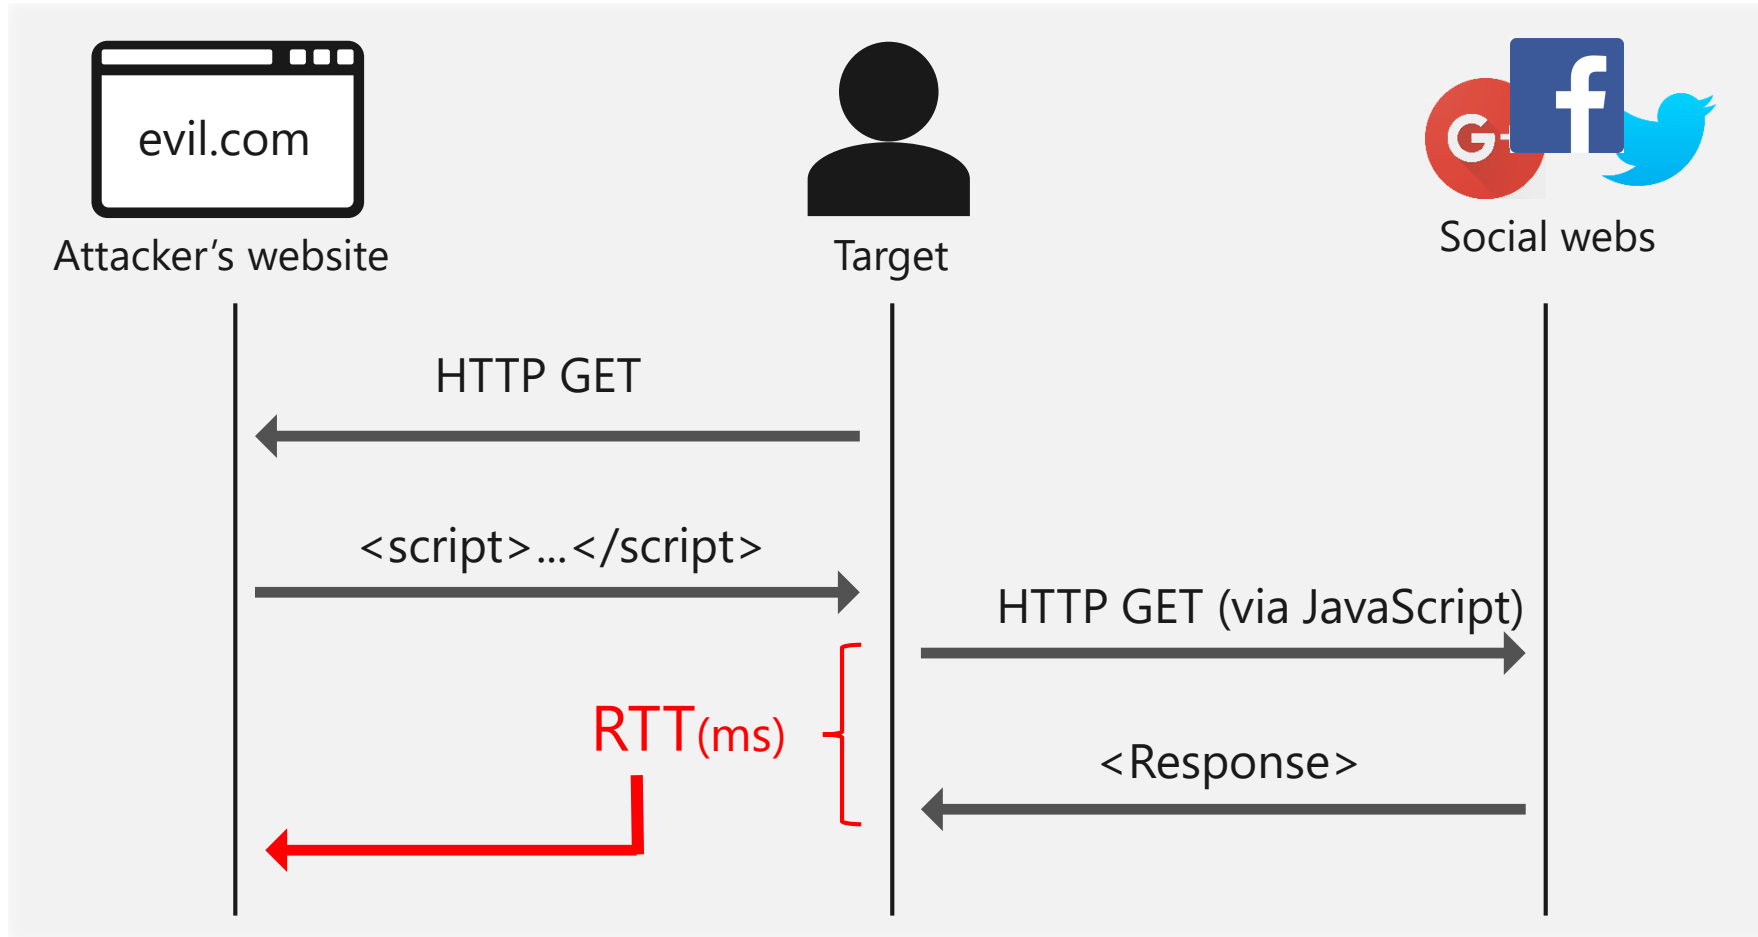 evil.com
G+
f
Attacker’s website
Target
Social webs
HTTP GET
<script>...</script>
HTTP GET (via JavaScript)
RTT(ms)
<Response>